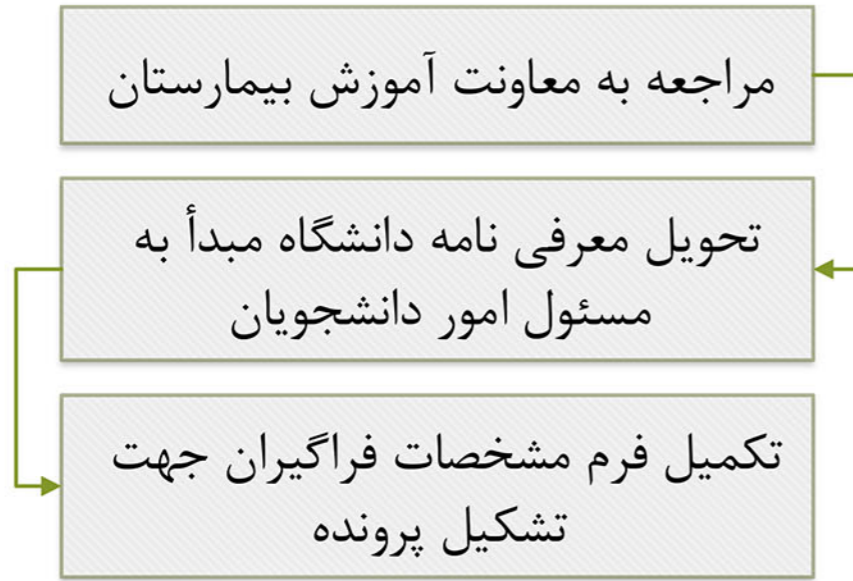 مراجعه به معاونت آموزش بیمارستان
تحویل معرفی نامه دانشگاه مبدأ به
مسئول امور دانشجویان
تکمیل فرم مشخصات فراگیران جهت
تشکیل پرونده